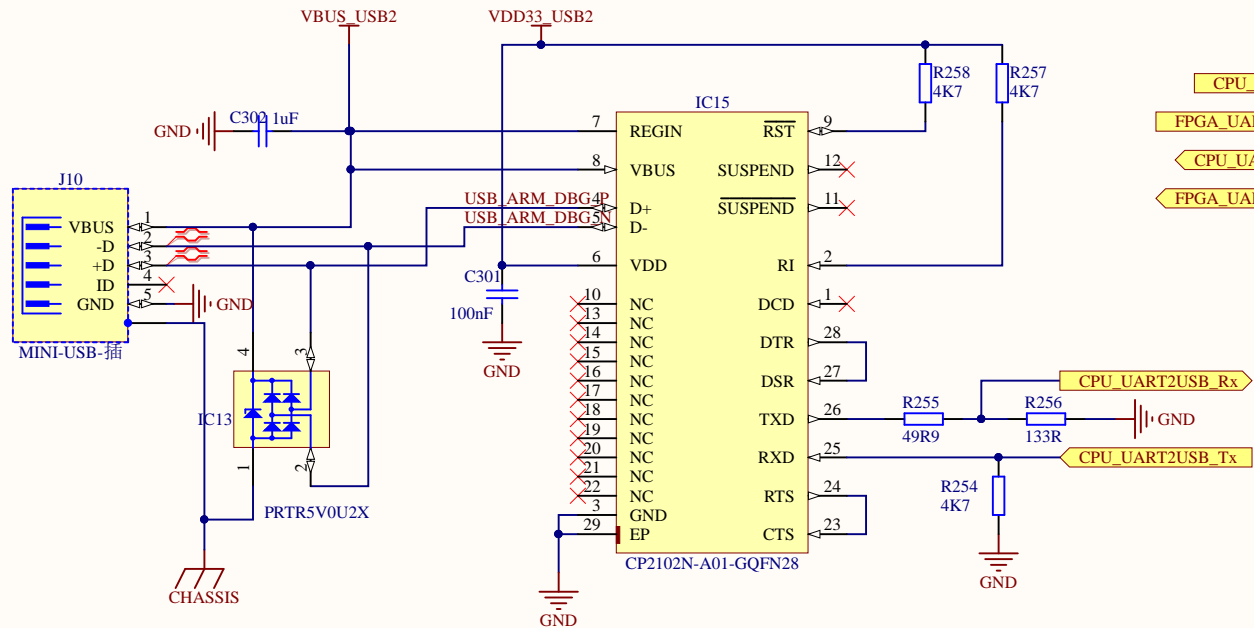 VBUS_USB2
VDD33_USB2
R258
4K7
R257
4K7
CPU_
FPGA_UA
CPU_UA
FPGA_UA
IC15
GND
C302
1uF
7
REGIN
RST
9
8
VBUS
SUSPEND
12
USB_ARM_DBG_P
4
D+
SUSPEND
11
USB_ARM_DBG_N
5
D-
6
VDD
RI
2
C301
100nF
GND
10
NC
DCD
1
13
NC
14
NC
DTR
28
15
NC
16
NC
DSR
27
17
NC
18
NC
TXD
26
19
NC
20
NC
RXD
25
21
NC
22
NC
RTS
24
3
GND
29
EP
CTS
23
CP2102N-A01-GQFN28
GND
J10
VBUS
1
-D
2
+D
3
ID
4
GND
5
GND
MINI-USB-插
4
3
IC13
1
2
PRTR5V0U2X
CHASSIS
CPU_UART2USB_Rx
R255
49R9
R256
133R
GND
CPU_UART2USB_Tx
R254
4K7
GND